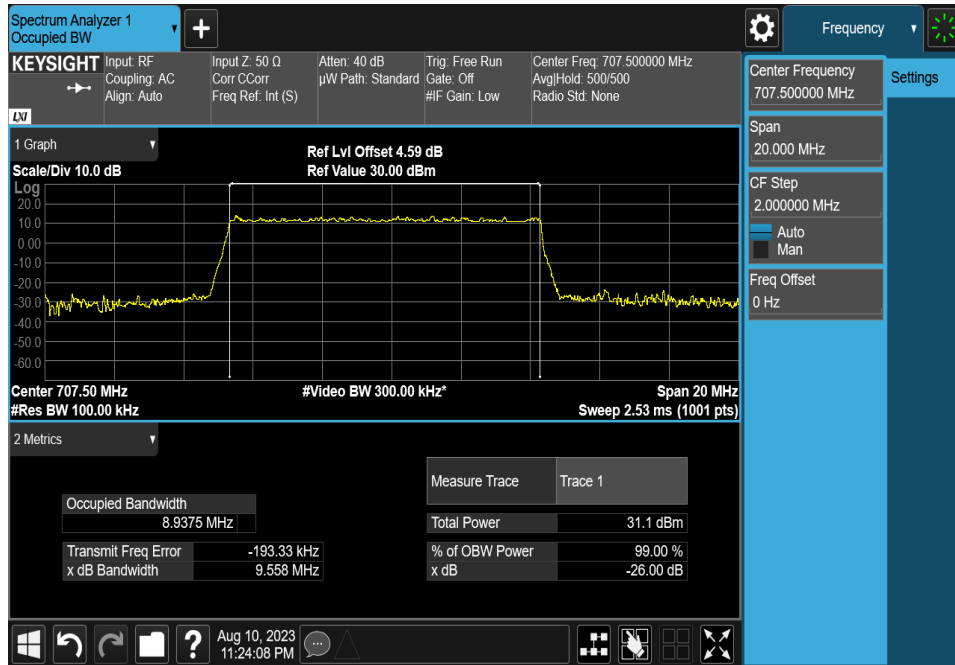 Spectrum Analyzer 1
Occupied BW
+
Frequency
KEYSIGHT
Input: RF
Coupling: AC
Align: Auto
Input Z: 50 Ω
Corr CCorr
Freq Ref: Int (S)
Atten: 40 dB
µW Path: Standard
Trig: Free Run
Gate: Off
#IF Gain: Low
Center Freq: 707.500000 MHz
Avg|Hold: 500/500
Radio Std: None
LXI
Center Frequency
707.500000 MHz
Settings
Span
20.000 MHz
CF Step
2.000000 MHz
Auto
Man
Freq Offset
0 Hz
1 Graph
Scale/Div 10.0 dB
Ref Lvl Offset 4.59 dB
Ref Value 30.00 dBm
Log
20.0
10.0
0.00
-10.0
-20.0
-30.0
-40.0
-50.0
-60.0
Center 707.50 MHz
#Video BW 300.00 kHz*
Span 20 MHz
#Res BW 100.00 kHz
Sweep 2.53 ms (1001 pts)
2 Metrics
Measure Trace Trace 1
Occupied Bandwidth
8.9375 MHz
Total Power 31.1 dBm
Transmit Freq Error -193.33 kHz
% of OBW Power 99.00 %
x dB Bandwidth 9.558 MHz
x dB -26.00 dB
?
Aug 10, 2023
11:24:08 PM